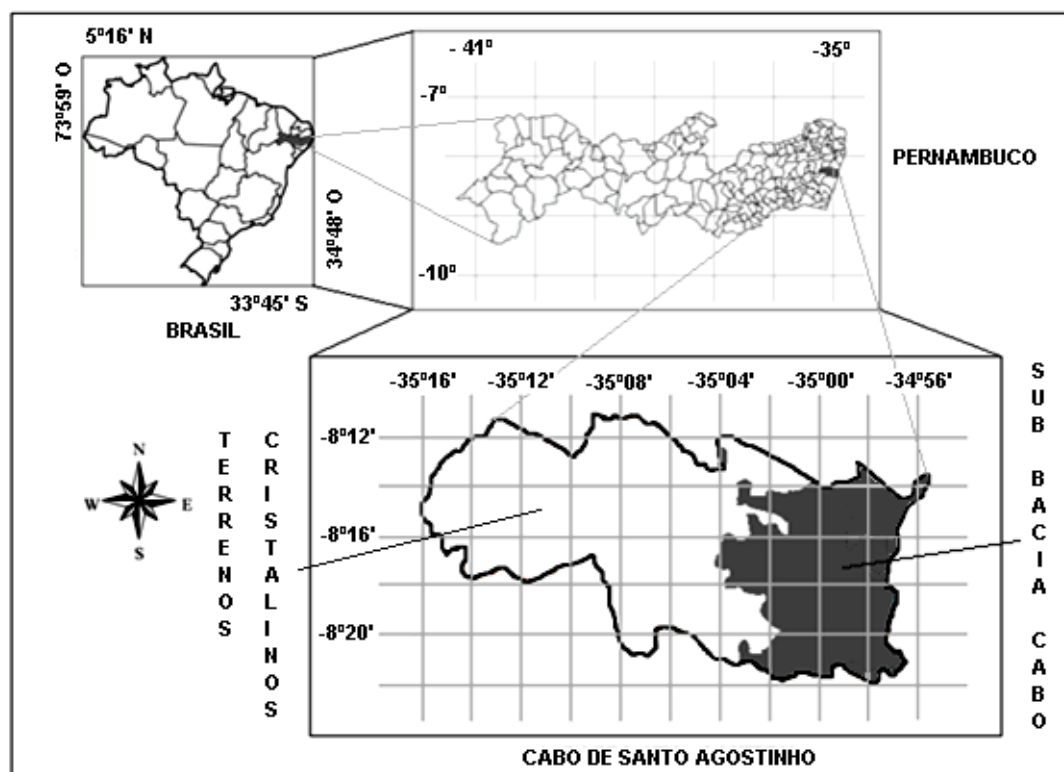 5º16' N
73º59' O
34º48' O
33º45' S
BRASIL
- 41º
-35º
-7º
-10º
PERNAMBUCO
-35º16'
-35º12'
-35º08'
-35º04'
-35º00'
-34º56'
-8º12'
-8º16'
-8º20'
N
W
E
S
TERRENOS
CRISTALINOS
SUB BACIA CABO
CABO DE SANTO AGOSTINHO